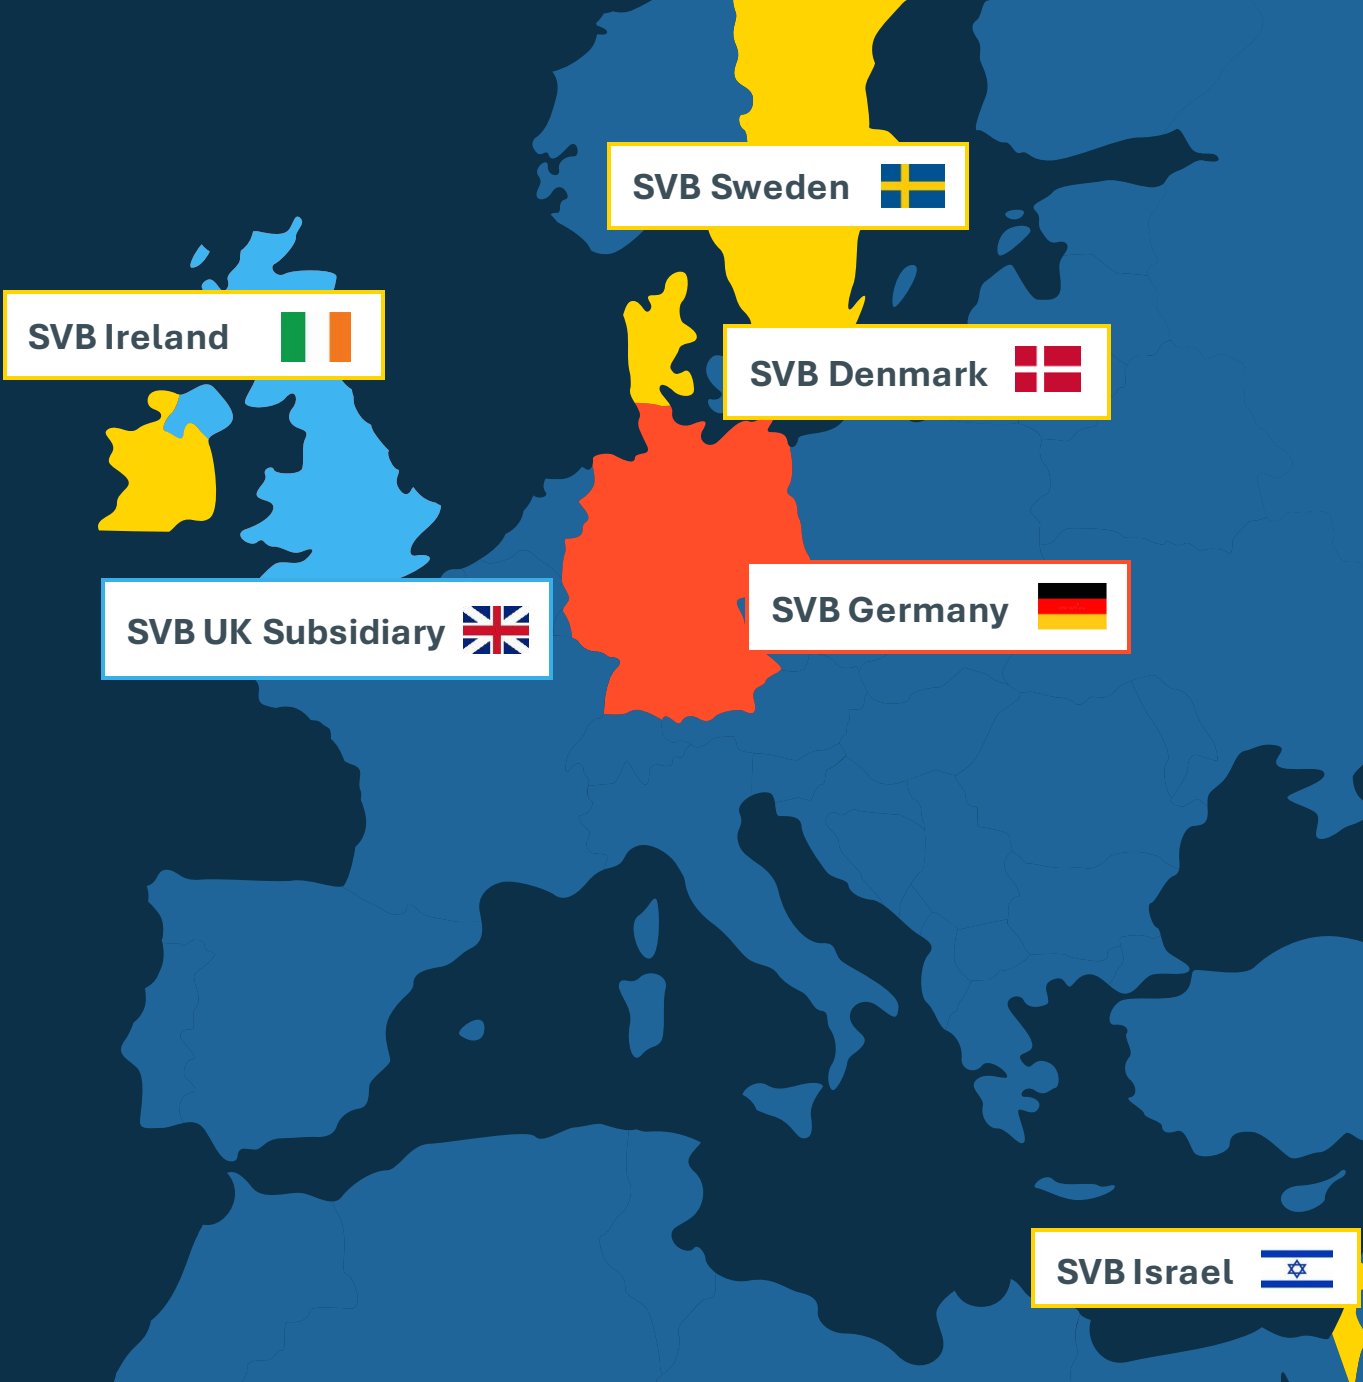 SVB Sweden
SVB Ireland
SVB Denmark
SVB UK Subsidiary
SVB Germany
SVB Israel